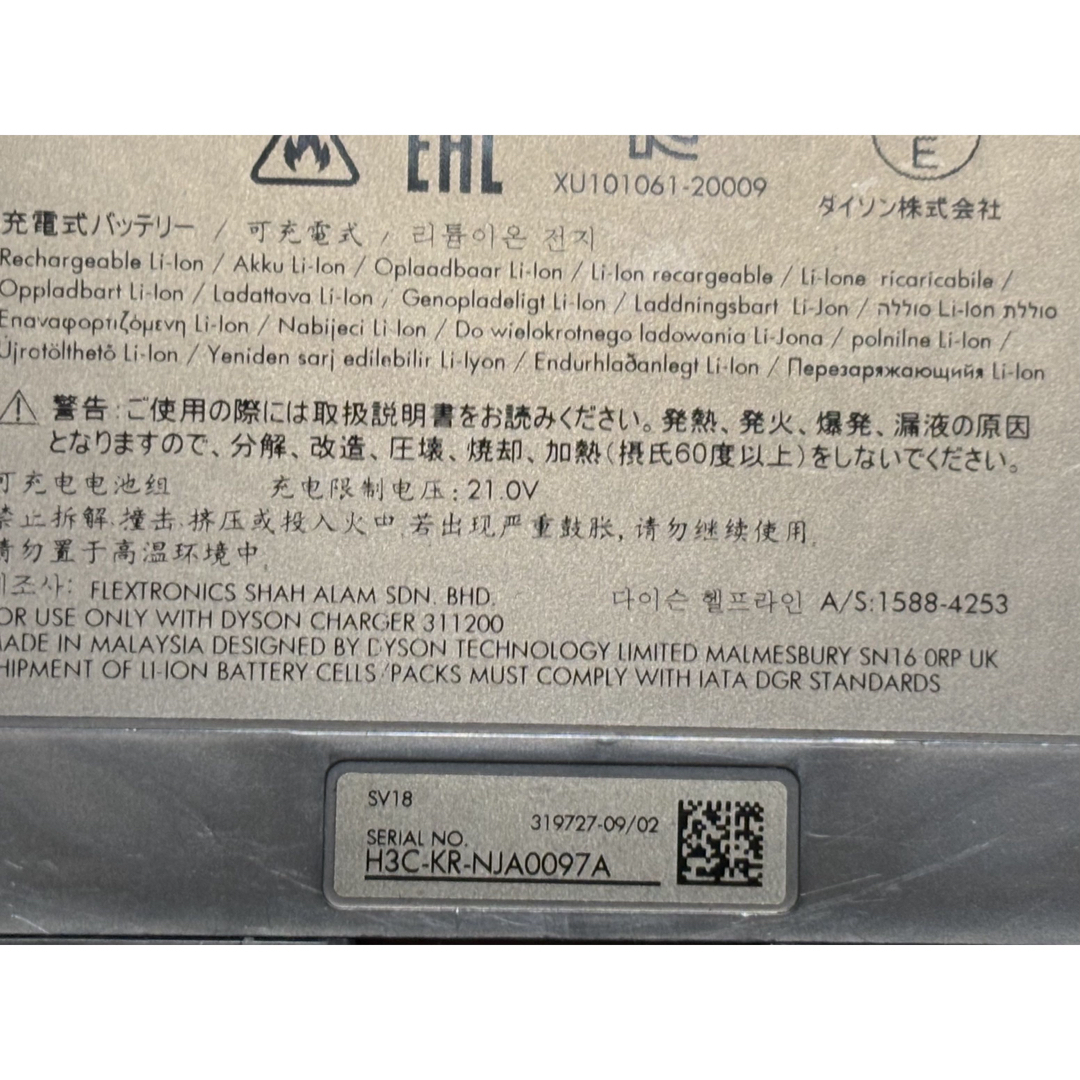 EAC
XU101061-20009
E
ダイソン株式会社
充電式バッテリー / 可充電式 / 리튬이온 전지
Rechargeable Li-Ion / Akku Li-Ion / Oplaadbaar Li-Ion / Li-Ion recargeable / Li-Ione ricaricabile /
Oppladbart Li-Ion / Ladattava Li-Ion / Genopladeligt Li-Ion / Laddningsbart Li-Jon / סוללה Li-Ion סוללת
Επαναφορτιζόμενη Li-Ion / Nabíjecí Li-Ion / Do wielokrotnego ladowania Li-Jona / polnilne Li-Ion /
Újratölthető Li-Ion / Yeniden sarj edilebilir Li-Iyon / Endurhlaðanlegt Li-Ion / Перезаряжающийя Li-Ion
警告:ご使用の際には取扱説明書をお読みください。発熱、発火、爆発、漏液の原因
となりますので、分解、改造、圧壊、焼却、加熱(摂氏60度以上)をしないでください。
可充电电池组 充电限制电压:21.0V
禁止拆解,撞击,挤压或投入火中,若出现严重鼓胀,请勿继续使用,
请勿置于高温环境中,
제조사: FLEXTRONICS SHAH ALAM SDN. BHD. 다이슨 헬프라인 A/S:1588-4253
FOR USE ONLY WITH DYSON CHARGER 311200
MADE IN MALAYSIA DESIGNED BY DYSON TECHNOLOGY LIMITED MALMESBURY SN16 0RP UK
SHIPMENT OF LI-ION BATTERY CELLS/PACKS MUST COMPLY WITH IATA DGR STANDARDS
SV18
319727-09/02
SERIAL NO.
H3C-KR-NJA0097A